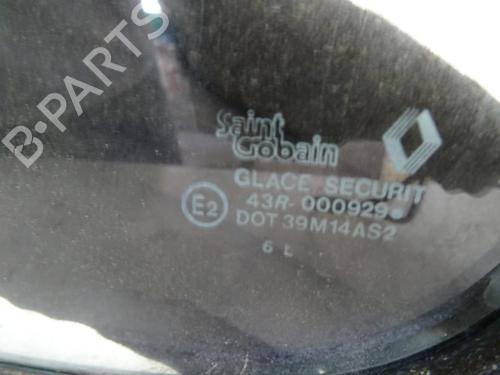 Saint
Gobain
GLACE SECURIT
43R-000929
E2
DOT 39M14AS2
6 L
B-PARTS